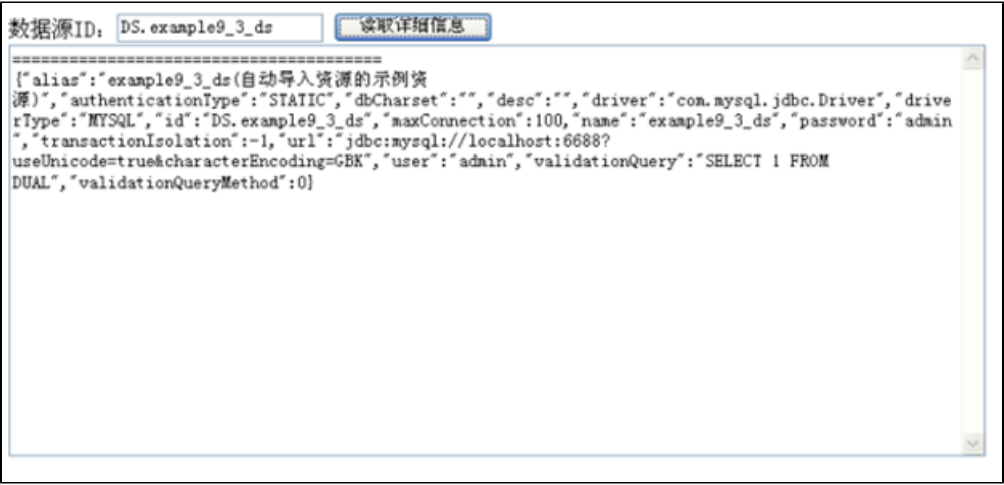 数据源ID: DS.example9_3_ds 读取详细信息
=======================================
{"alias":"example9_3_ds(自动导入资源的示例资
源)","authenticationType":"STATIC","dbCharset":"","desc":"","driver":"com.mysql.jdbc.Driver","drive
rType":"MYSQL","id":"DS.example9_3_ds","maxConnection":100,"name":"example9_3_ds","password":"admin
","transactionIsolation":-1,"url":"jdbc:mysql://localhost:6688?
useUnicode=true&characterEncoding=GBK","user":"admin","validationQuery":"SELECT 1 FROM
DUAL","validationQueryMethod":0}